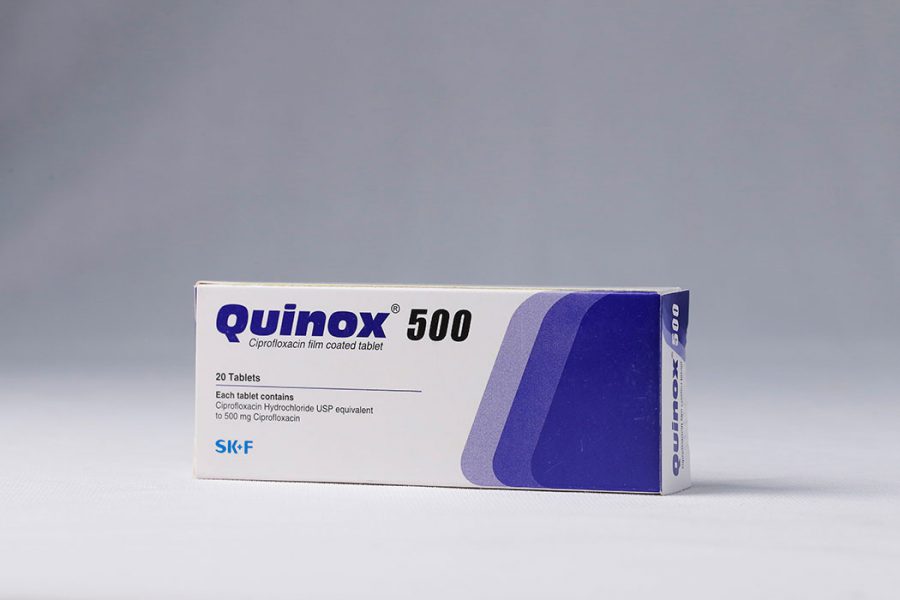 Quinox® 500
Ciprofloxacin film coated tablet
20 Tablets
Each tablet contains
Ciprofloxacin Hydrochloride USP equivalent
to 500 mg Ciprofloxacin
SK+F
Quinox 500